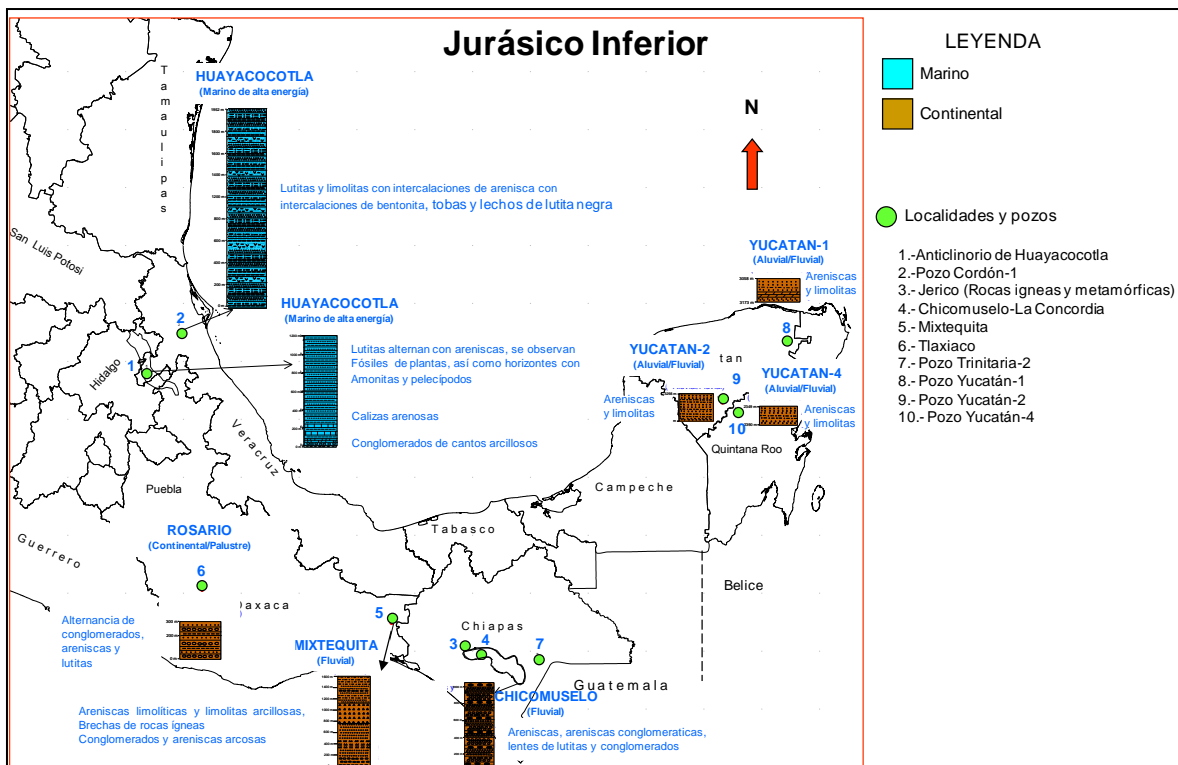 Jurásico Inferior
LEYENDA
Marino
Continental
Localidades y pozos
1.-Anticlinorio de Huayacocotla
2.-Pozo Cordón-1
3.-Jerico (Rocas igneas y metamórficas)
4.-Chicomuselo-La Concordia
5.-Mixtequita
6.-Tlaxiaco
7.-Pozo Trinitaria-2
8.-Pozo Yucatán-1
9.-Pozo Yucatán-2
10.- Pozo Yucatán-4
N
Tamaulipas
San Luis Potosi
Hidalgo
Veracruz
Puebla
Guerrero
Oaxaca
Tabasco
Campeche
Chiapas
Guatemala
Belice
Quintana Roo
tan
HUAYACOCOTLA
(Marino de alta energía)
Lutitas y limolitas con intercalaciones de arenisca con
intercalaciones de bentonita, tobas y lechos de lutita negra
2
HUAYACOCOTLA
(Marino de alta energía)
Lutitas alternan con areniscas, se observan
Fósiles de plantas, así como horizontes con
Amonitas y pelecípodos
Calizas arenosas
Conglomerados de cantos arcillosos
1
YUCATAN-1
(Aluvial/Fluvial)
Areniscas
y limolitas
8
YUCATAN-2
(Aluvial/Fluvial)
Areniscas
y limolitas
9
YUCATAN-4
(Aluvial/Fluvial)
Areniscas
y limolitas
10
ROSARIO
(Continental/Palustre)
6
Alternancia de
conglomerados,
areniscas y
lutitas
5
MIXTEQUITA
(Fluvial)
Areniscas limolíticas y limolitas arcillosas,
Brechas de rocas ígneas
Conglomerados y areniscas arcosas
3
4
7
CHICOMUSELO
(Fluvial)
Areniscas, areniscas conglomeraticas,
lentes de lutitas y conglomerados